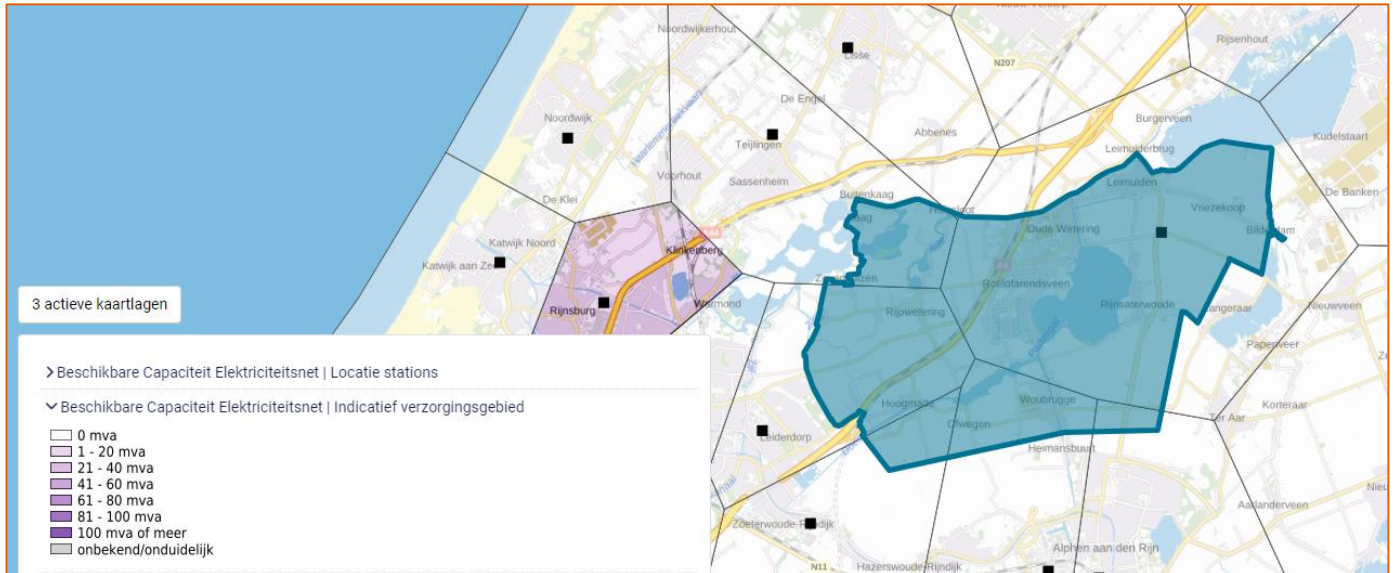 Noordwijkerhout
Lisse
N207
Rijsenhout
De Engel
Noordwijk
Teijlingen
Abbenes
Burgerveen
Kudelstaart
Leimuiderbrug
Voorhout
Sassenheim
Leimuiden
De Banken
De Klei
Buitenkaag
Vriezekoop
Oude Wetering
Katwijk Noord
Klinkenberg
Katwijk aan Zee
Roelofarendsveen
3 actieve kaartlagen
Warmond
Rijnsburg
Rijpwetering
Rijnsaterwoude
Nieuwveen
Papenveer
Beschikbare Capaciteit Elektriciteitsnet | Locatie stations
Beschikbare Capaciteit Elektriciteitsnet | Indicatief verzorgingsgebied
Hoogmade
Woubrugge
Korteraar
Ter Aar
0 mva
1 - 20 mva
21 - 40 mva
41 - 60 mva
61 - 80 mva
81 - 100 mva
100 mva of meer
onbekend/onduidelijk
Leiderdorp
Ofwegen
Heimansbuurt
Aarlanderveen
Alphen aan den Rijn
N11
Hazerswoude-Rijndijk